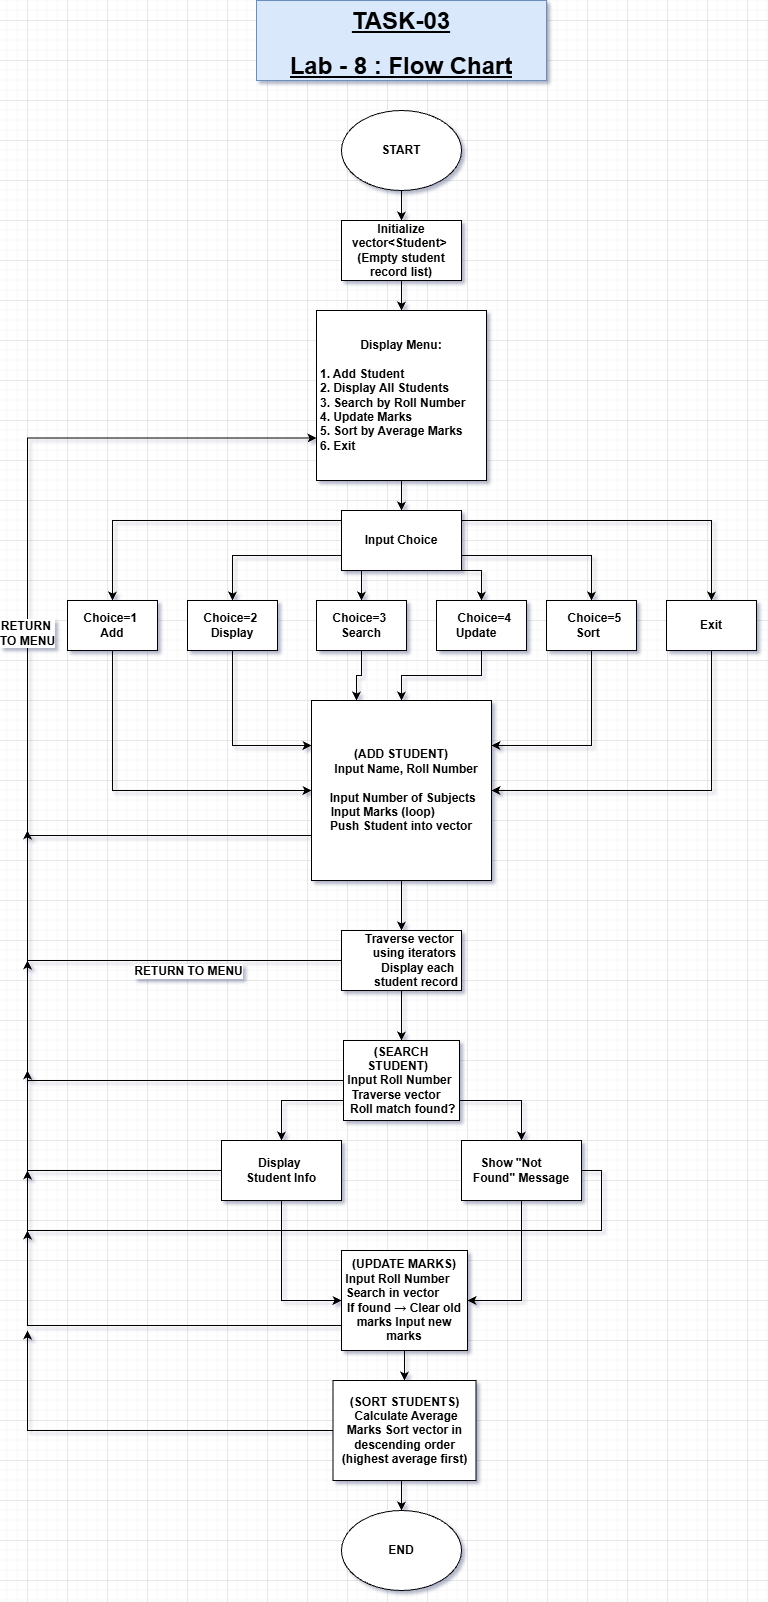 TASK-03
Lab - 8 : Flow Chart
START
Initialize
vector<Student>
(Empty student
record list)
Display Menu:
1. Add Student
2. Display All Students
3. Search by Roll Number
4. Update Marks
5. Sort by Average Marks
6. Exit
Input Choice
Choice=1
Add
Choice=2
Display
Choice=3
Search
Choice=4
Update
Choice=5
Sort
Exit
RETURN
TO MENU
(ADD STUDENT)
Input Name, Roll Number
Input Number of Subjects
Input Marks (loop)
Push Student into vector
Traverse vector
using iterators
Display each
student record
RETURN TO MENU
(SEARCH
STUDENT)
Input Roll Number
Traverse vector
Roll match found?
Display
Student Info
Show "Not
Found" Message
(UPDATE MARKS)
Input Roll Number
Search in vector
If found → Clear old
marks Input new
marks
(SORT STUDENTS)
Calculate Average
Marks Sort vector in
descending order
(highest average first)
END